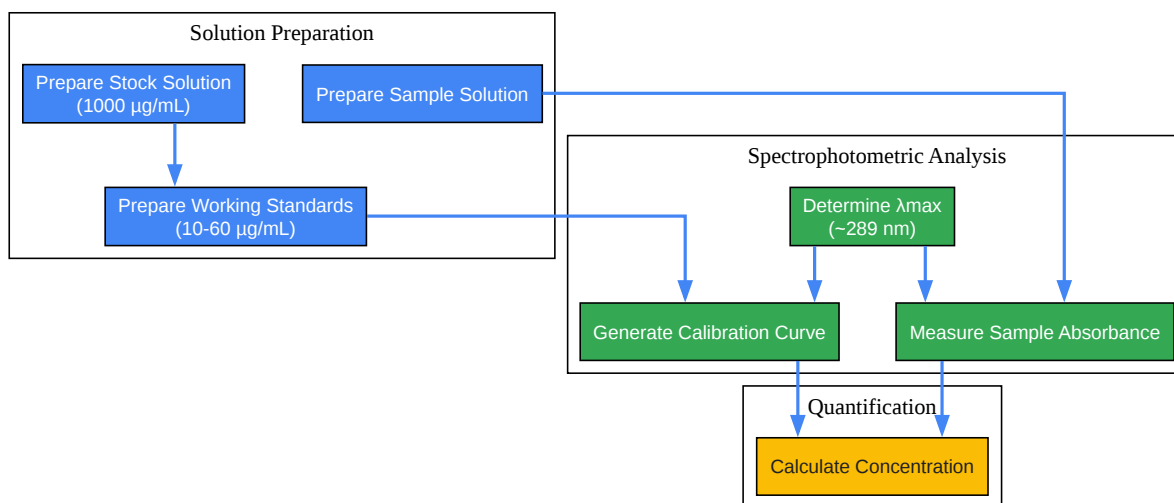 Solution Preparation
Prepare Stock Solution
(1000 µg/mL)
Prepare Sample Solution
Prepare Working Standards
(10-60 µg/mL)
Spectrophotometric Analysis
Determine λmax
(~289 nm)
Generate Calibration Curve
Measure Sample Absorbance
Quantification
Calculate Concentration